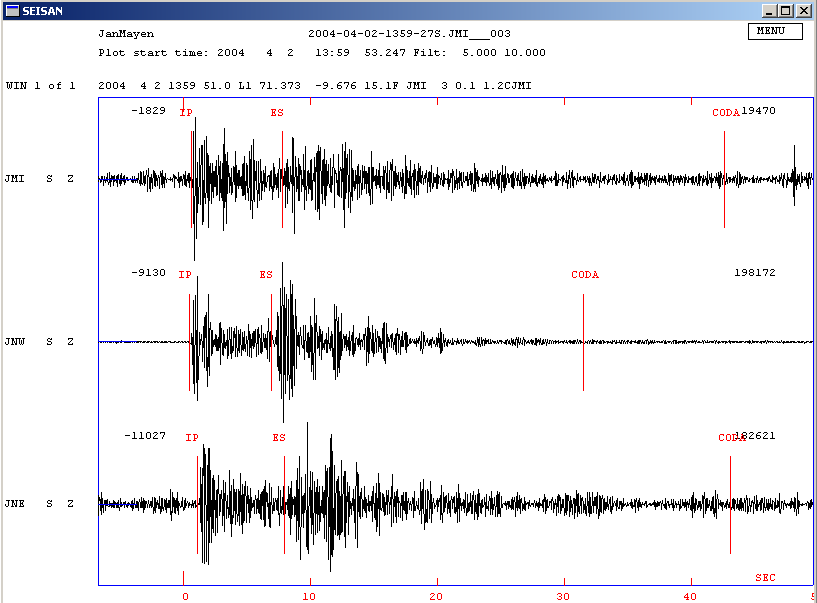 SEISAN
JanMayen 2004-04-02-1359-27S.JMI___003
MENU
Plot start time: 2004 4 2 13:59 53.247 Filt: 5.000 10.000
WIN 1 of 1 2004 4 2 1359 51.0 L1 71.373 -9.676 15.1F JMI 3 0.1 1.2CJMI
-1829 IP ES CODA 19470
JMI S Z
-9130 IP ES CODA 198172
JNW S Z
-11027 IP ES CODA 182621
JNE S Z
SEC
0 10 20 30 40